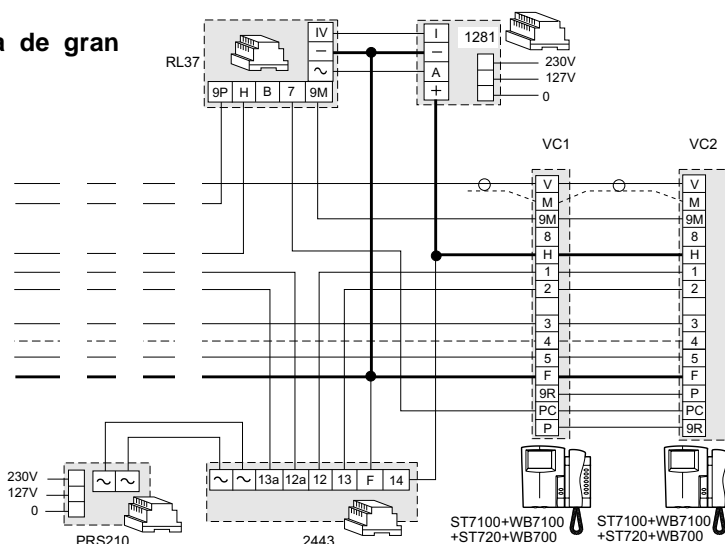 a de gran
RL37
IV
–
~
9P H B 7 9M
I
–
A
+
1281
230V
127V
0
VC1
VC2
V
M
9M
8
H
1
2
3
4
5
F
9R
PC
P
V
M
9M
8
H
1
2
3
4
5
F
P
PC
9R
230V
127V
0
~ ~
PRS210
~ ~ 13a 12a 12 13 F 14
2443
ST7100+WB7100
+ST720+WB700
ST7100+WB7100
+ST720+WB700